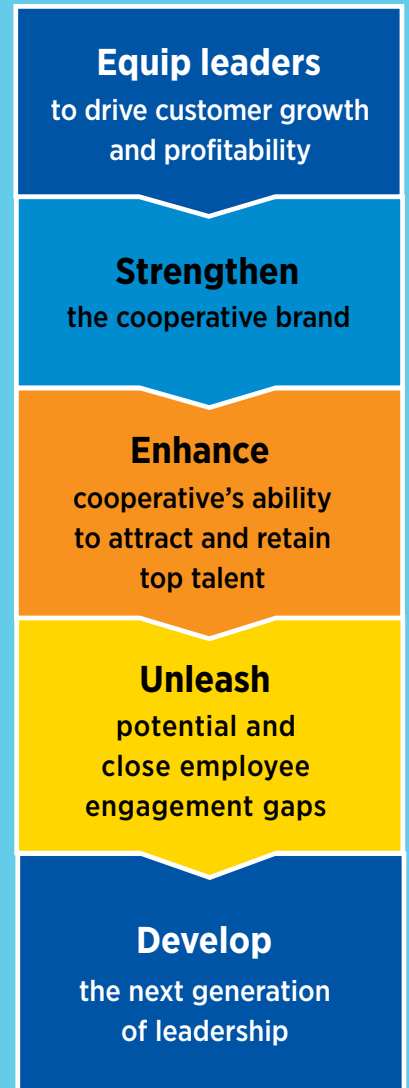 Equip leaders
to drive customer growth
and profitability
Strengthen
the cooperative brand
Enhance
cooperative’s ability
to attract and retain
top talent
Unleash
potential and
close employee
engagement gaps
Develop
the next generation
of leadership